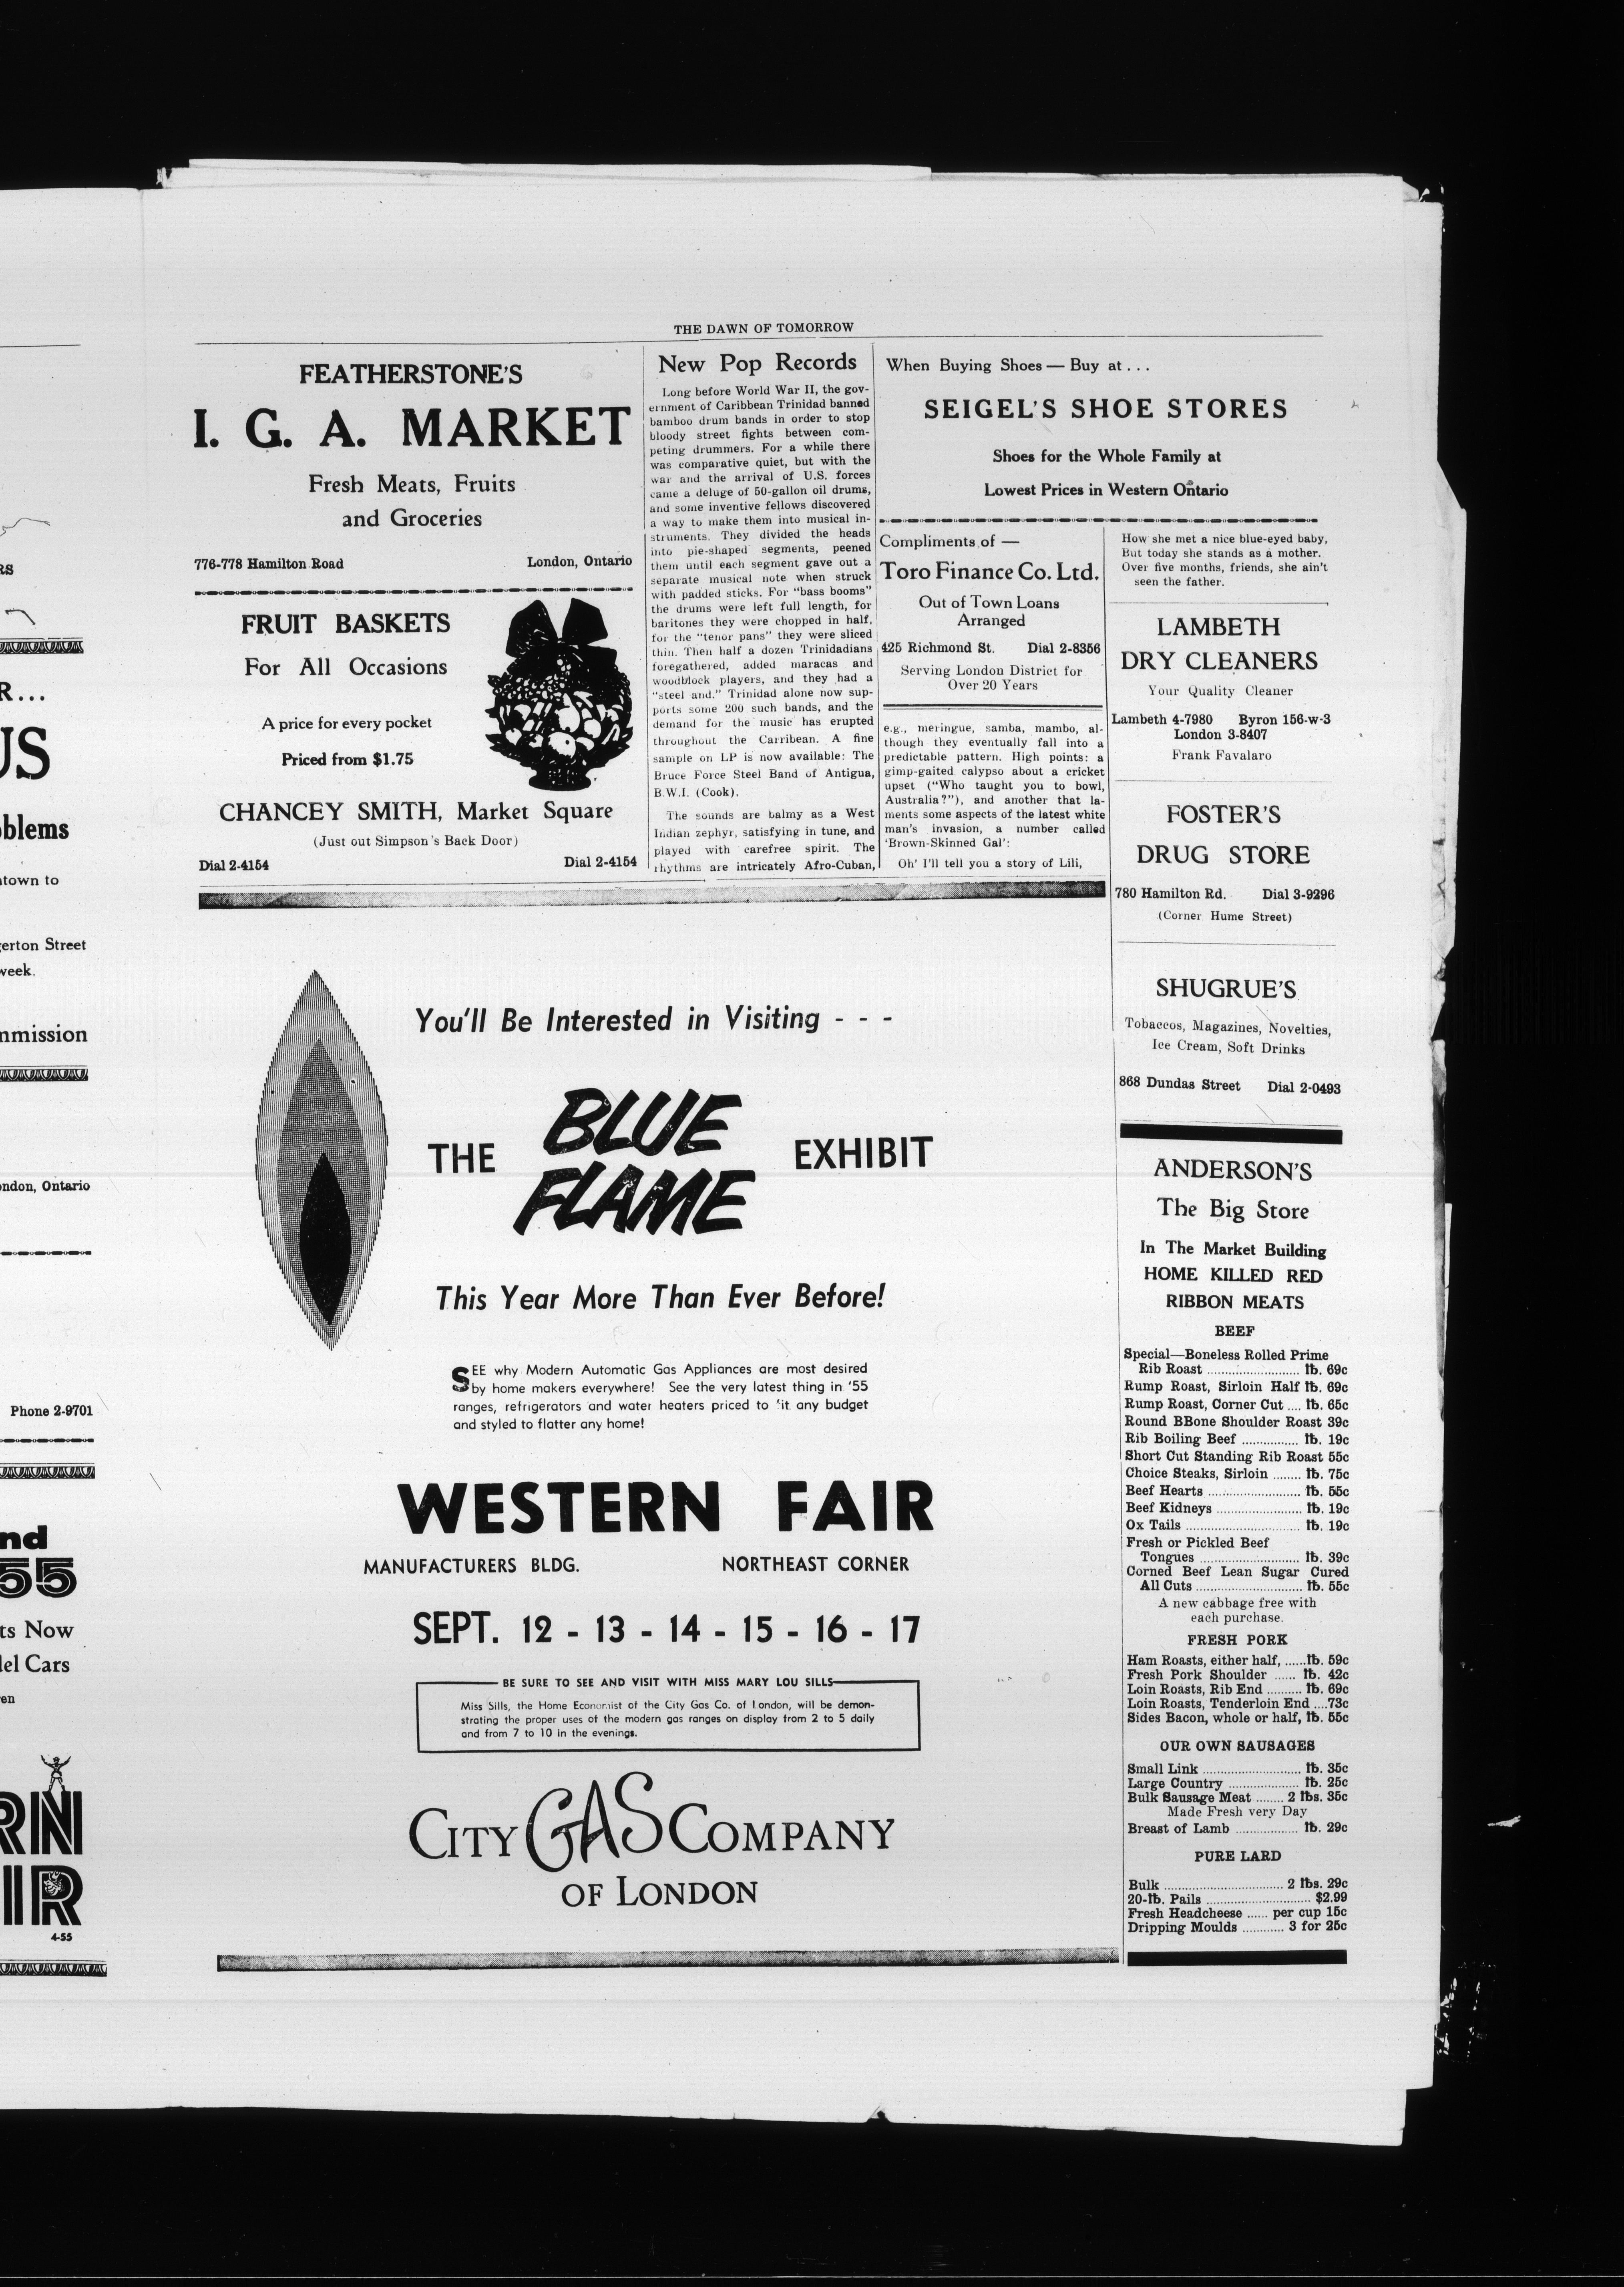 THE DAWN OF TOMORROW
RS
R...
US
oblems
town to
erton Street
week.
mmission
ondon, Ontario
Phone 2-9701
nd
55
ts Now
del Cars
en
RN
IR
4-55
FEATHERSTONE'S
I. G. A. MARKET
Fresh Meats, Fruits
and Groceries
776-778 Hamilton Road London, Ontario
FRUIT BASKETS
For All Occasions
A price for every pocket
Priced from $1.75
CHANCEY SMITH, Market Square
(Just out Simpson's Back Door)
Dial 2-4154 Dial 2-4154
New Pop Records
Long before World War II, the gov-
ernment of Caribbean Trinidad banned
bamboo drum bands in order to stop
bloody street fights between com-
peting drummers. For a while there
was comparative quiet, but with the
war and the arrival of U.S. forces
came a deluge of 50-gallon oil drums,
and some inventive fellows discovered
a way to make them into musical in-
struments. They divided the heads
into pie-shaped segments, peened
them until each segment gave out a
separate musical note when struck
with padded sticks. For "bass booms"
the drums were left full length, for
baritones they were chopped in half,
for the "tenor pans" they were sliced
thin. Then half a dozen Trinidadians
foregathered, added maracas and
woodblock players, and they had a
"steel and." Trinidad alone now sup-
ports some 200 such bands, and the
demand for the music has erupted
throughout the Carribean. A fine
sample on LP is now available: The
Bruce Force Steel Band of Antigua,
B.W.I. (Cook).
The sounds are balmy as a West
Indian zephyr, satisfying in tune, and
played with carefree spirit. The
rhythms are intricately Afro-Cuban,
When Buying Shoes — Buy at . . .
SEIGEL'S SHOE STORES
Shoes for the Whole Family at
Lowest Prices in Western Ontario
Compliments of —
Toro Finance Co. Ltd.
Out of Town Loans
Arranged
425 Richmond St. Dial 2-8356
Serving London District for
Over 20 Years
e.g., meringue, samba, mambo, al-
though they eventually fall into a
predictable pattern. High points: a
gimp-gaited calypso about a cricket
upset ("Who taught you to bowl,
Australia?"), and another that la-
ments some aspects of the latest white
man's invasion, a number called
'Brown-Skinned Gal':
Oh' I'll tell you a story of Lili,
How she met a nice blue-eyed baby,
But today she stands as a mother.
Over five months, friends, she ain't
seen the father.
LAMBETH
DRY CLEANERS
Your Quality Cleaner
Lambeth 4-7980 Byron 156-w-3
London 3-8407
Frank Favalaro
FOSTER'S
DRUG STORE
780 Hamilton Rd. Dial 3-9296
(Corner Hume Street)
SHUGRUE'S
Tobaccos, Magazines, Novelties,
Ice Cream, Soft Drinks
868 Dundas Street Dial 2-0493
ANDERSON'S
The Big Store
In The Market Building
HOME KILLED RED
RIBBON MEATS
BEEF
Special—Boneless Rolled Prime
Rib Roast ........ lb. 69c
Rump Roast, Sirloin Half lb. 69c
Rump Roast, Corner Cut .... lb. 65c
Round BBone Shoulder Roast 39c
Rib Boiling Beef ........ lb. 19c
Short Cut Standing Rib Roast 55c
Choice Steaks, Sirloin ........ lb. 75c
Beef Hearts ........ lb. 55c
Beef Kidneys ........ lb. 19c
Ox Tails ........ lb. 19c
Fresh or Pickled Beef
Tongues ........ lb. 39c
Corned Beef Lean Sugar Cured
All Cuts ........ lb. 55c
A new cabbage free with
each purchase.
FRESH PORK
Ham Roasts, either half, ......lb. 59c
Fresh Pork Shoulder ...... lb. 42c
Loin Roasts, Rib End ......... lb. 69c
Loin Roasts, Tenderloin End ....73c
Sides Bacon, whole or half, lb. 55c
OUR OWN SAUSAGES
Small Link ........ lb. 35c
Large Country ........ lb. 25c
Bulk Sausage Meat ........ 2 lbs. 35c
Made Fresh very Day
Breast of Lamb ........ lb. 29c
PURE LARD
Bulk ........ 2 lbs. 29c
20-lb. Pails ........ $2.99
Fresh Headcheese ...... per cup 15c
Dripping Moulds ........ 3 for 25c
You'll Be Interested in Visiting - - -
THE BLUE FLAME EXHIBIT
This Year More Than Ever Before!
SEE why Modern Automatic Gas Appliances are most desired
by home makers everywhere! See the very latest thing in '55
ranges, refrigerators and water heaters priced to 'it any budget
and styled to flatter any home!
WESTERN FAIR
MANUFACTURERS BLDG. NORTHEAST CORNER
SEPT. 12 - 13 - 14 - 15 - 16 - 17
BE SURE TO SEE AND VISIT WITH MISS MARY LOU SILLS
Miss Sills, the Home Economist of the City Gas Co. of London, will be demon-
strating the proper uses of the modern gas ranges on display from 2 to 5 daily
and from 7 to 10 in the evenings.
CITY GAS COMPANY
OF LONDON